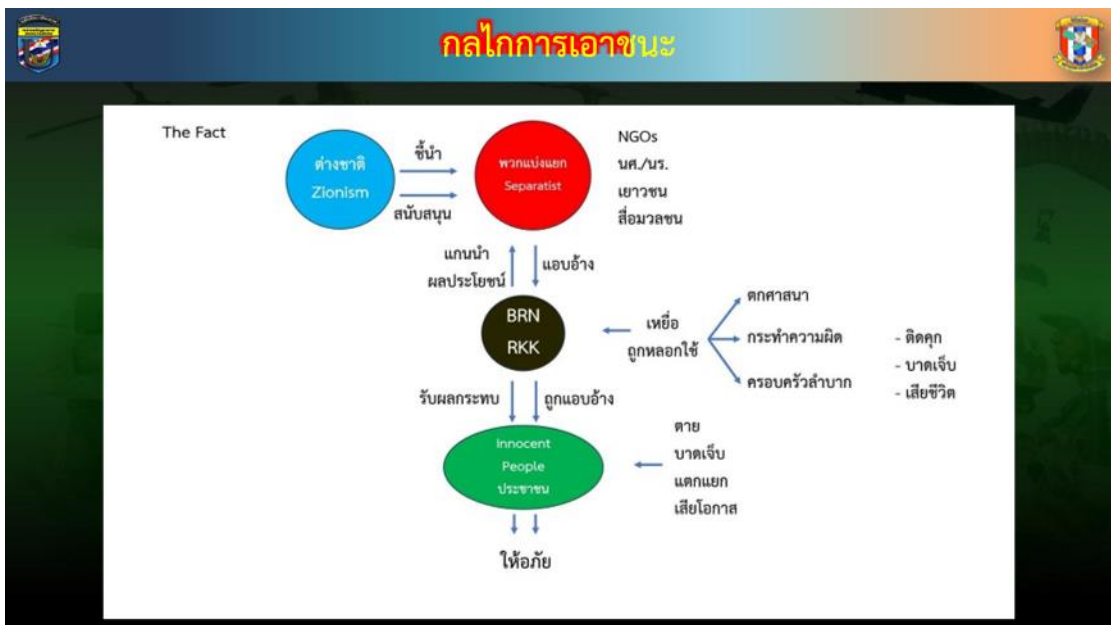 กลไกการเอาชนะ
The Fact
ต่างชาติ
Zionism
ชี้นำ
สนับสนุน
พวกแบ่งแยก
Separatist
NGOs
นศ./นร.
เยาวชน
สื่อมวลชน
แกนนำ
ผลประโยชน์
แอบอ้าง
BRN
RKK
เหยื่อ
ถูกหลอกใช้
ตกศาสนา
กระทำความผิด
ครอบครัวลำบาก
- ติดคุก
- บาดเจ็บ
- เสียชีวิต
รับผลกระทบ
ถูกแอบอ้าง
Innocent
People
ประชาชน
ตาย
บาดเจ็บ
แตกแยก
เสียโอกาส
ให้อภัย